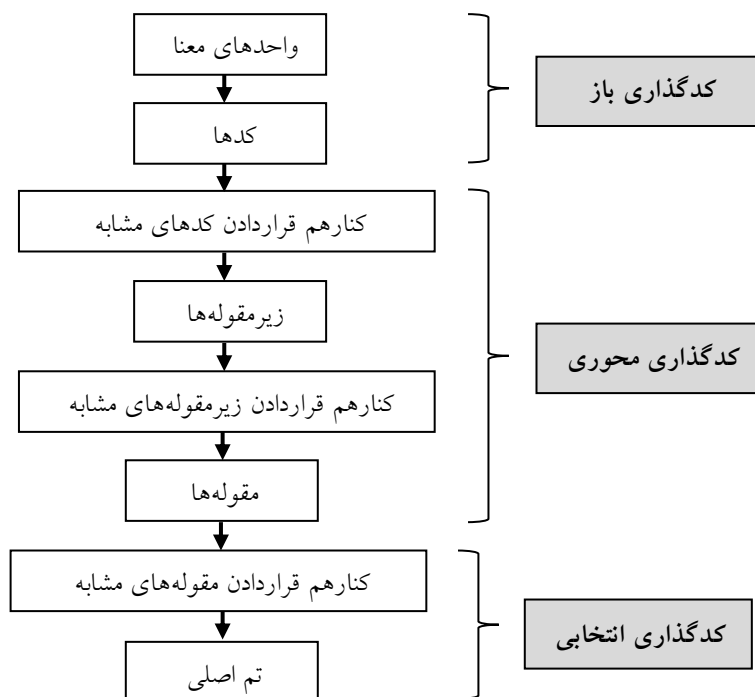 واحدهای معنا
کدگذاری باز
کدها
کنارهم قراردادن کدهای مشابه
زیرمقوله‌ها
کدگذاری محوری
کنارهم قراردادن زیرمقوله‌های مشابه
مقوله‌ها
کنارهم قراردادن مقوله‌های مشابه
کدگذاری انتخابی
تم اصلی